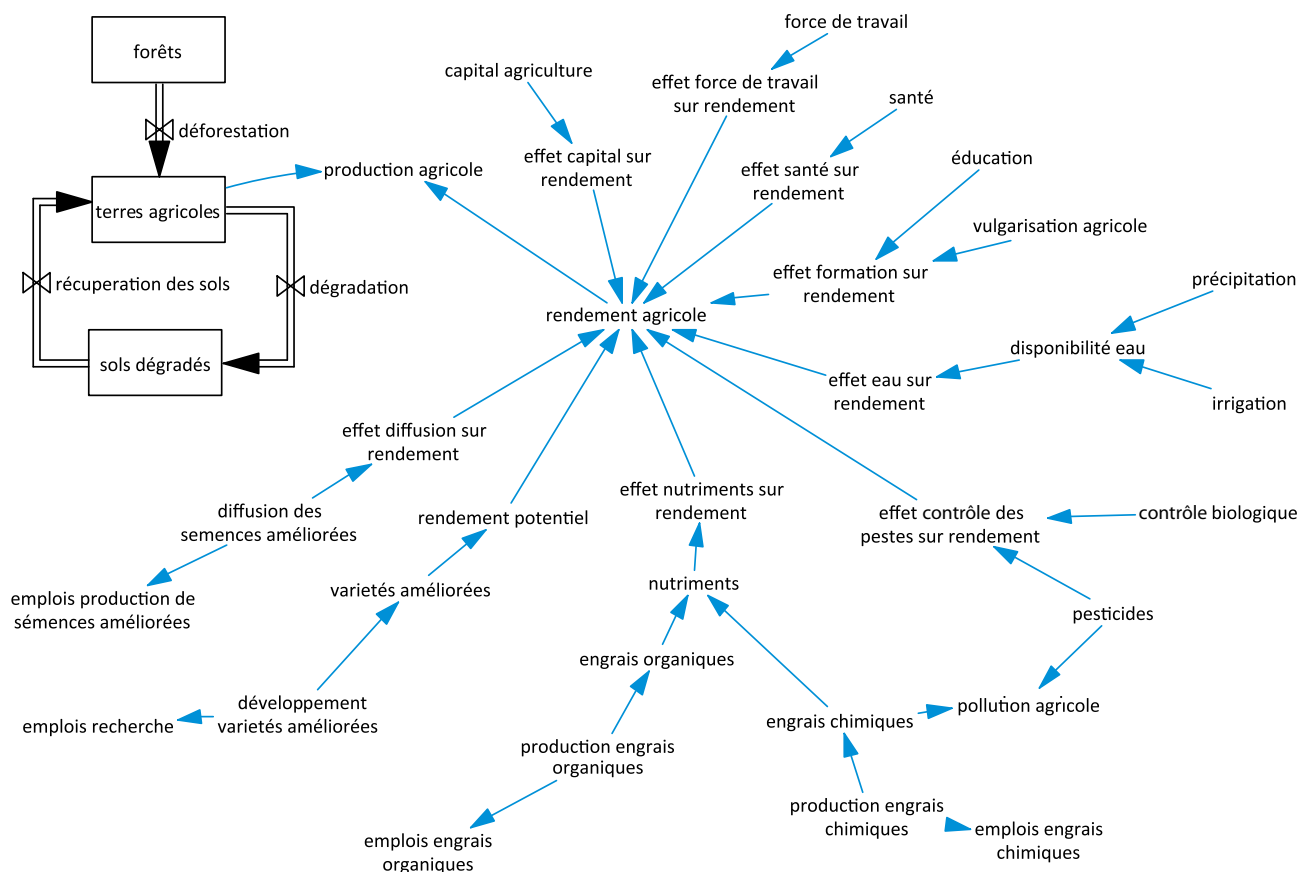 forêts
déforestation
terres agricoles
récuperation des sols
dégradation
sols dégradés
production agricole
capital agriculture
effet capital sur
rendement
force de travail
effet force de travail
sur rendement
santé
effet santé sur
rendement
éducation
vulgarisation agricole
effet formation sur
rendement
précipitation
disponibilité eau
irrigation
effet eau sur
rendement
rendement agricole
effet diffusion sur
rendement
diffusion des
semences améliorées
emplois production de
sémences améliorées
rendement potentiel
varietés améliorées
développement
varietés améliorées
emplois recherche
effet nutriments sur
rendement
nutriments
engrais organiques
production engrais
organiques
emplois engrais
organiques
effet contrôle des
pestes sur rendement
contrôle biologique
pesticides
pollution agricole
engrais chimiques
production engrais
chimiques
emplois engrais
chimiques